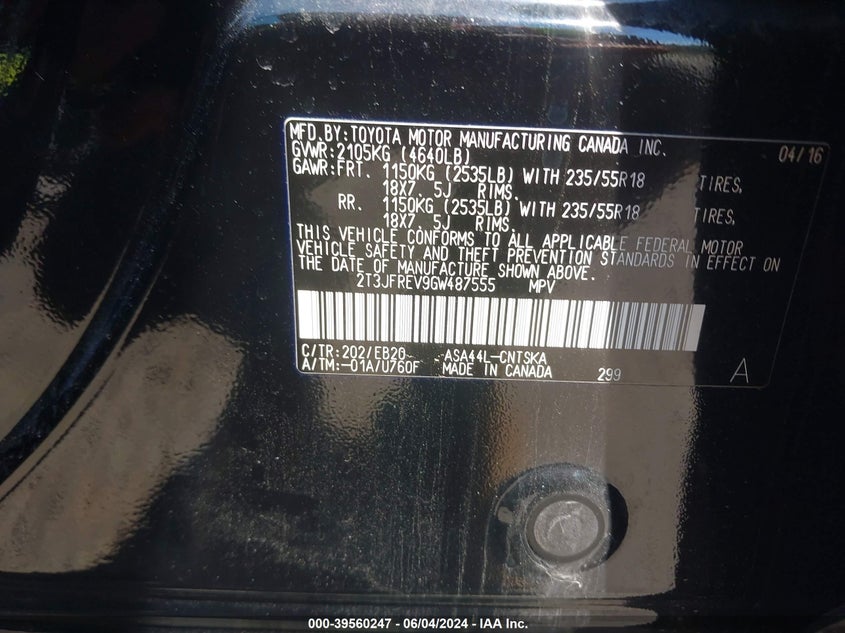 MFD. BY: TOYOTA MOTOR MANUFACTURING CANADA INC. 04/16
GVWR: 2105KG (4640LB)
GAWR: FRT. 1150KG (2535LB) WITH 235/55R18 TIRES,
18X7. 5J RIMS.
RR. 1150KG (2535LB) WITH 235/55R18 TIRES,
18X7. 5J RIMS.
THIS VEHICLE CONFORMS TO ALL APPLICABLE FEDERAL MOTOR
VEHICLE SAFETY AND THEFT PREVENTION STANDARDS IN EFFECT ON
THE DATE OF MANUFACTURE SHOWN ABOVE.
2T3JFREV9GW487555 MPV
C/TR: 202/EB20 -ASA44L-CNTSKA
A/TM: -01A/U760F MADE IN CANADA 299 A
000-39560247 - 06/04/2024 - IAA Inc.